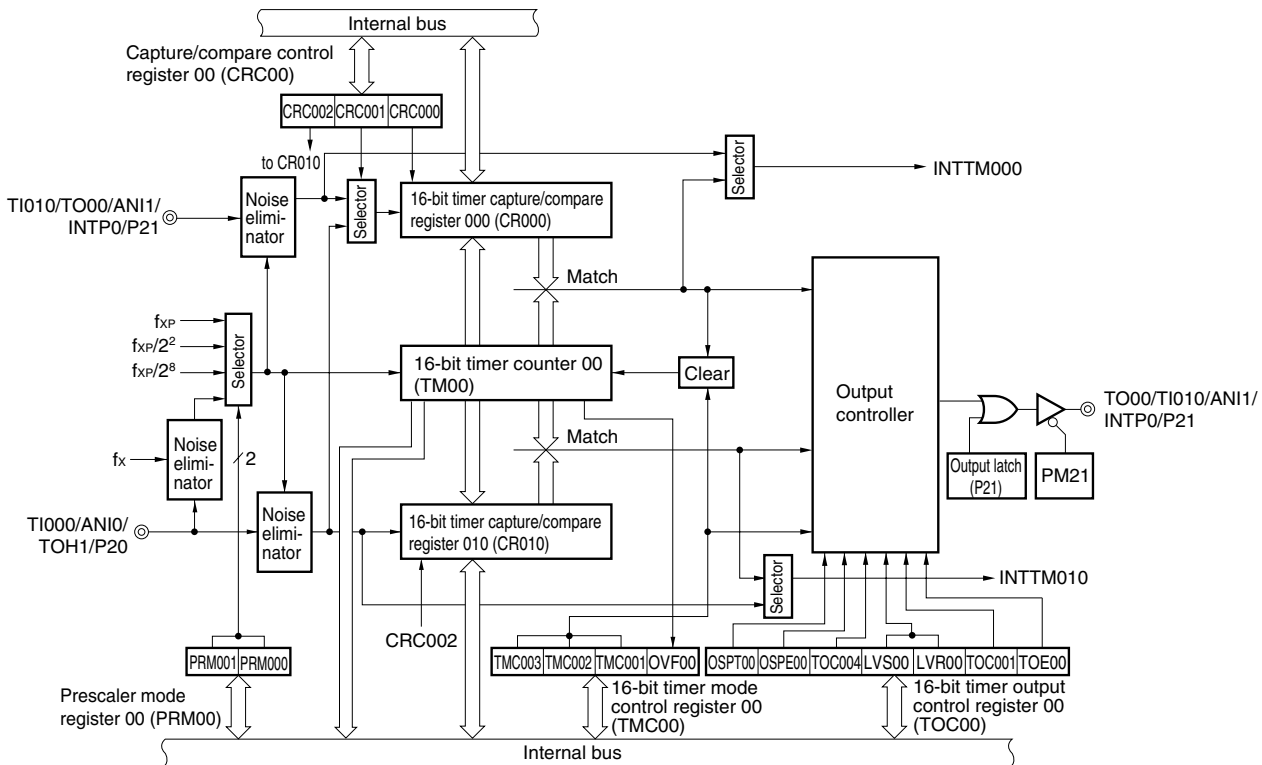 Internal bus
Capture/compare control
register 00 (CRC00)
CRC002 CRC001 CRC000
to CR010
Selector
INTTM000
TI010/TO00/ANI1/
INTP0/P21
Noise
elimi-
nator
Selector
16-bit timer capture/compare
register 000 (CR000)
Match
fXP
fXP/2²
fXP/2⁸
Selector
16-bit timer counter 00
(TM00)
Clear
Output
controller
TO00/TI010/ANI1/
INTP0/P21
Match
Output latch
(P21)
PM21
fX
Noise
elimi-
nator
2
TI000/ANI0/
TOH1/P20
Noise
elimi-
nator
16-bit timer capture/compare
register 010 (CR010)
Selector
INTTM010
CRC002
PRM001 PRM000
TMC003 TMC002 TMC001 OVF00
OSPT00 OSPE00 TOC004 LVS00 LVR00 TOC001 TOE00
Prescaler mode
register 00 (PRM00)
16-bit timer mode
control register 00
(TMC00)
16-bit timer output
control register 00
(TOC00)
Internal bus